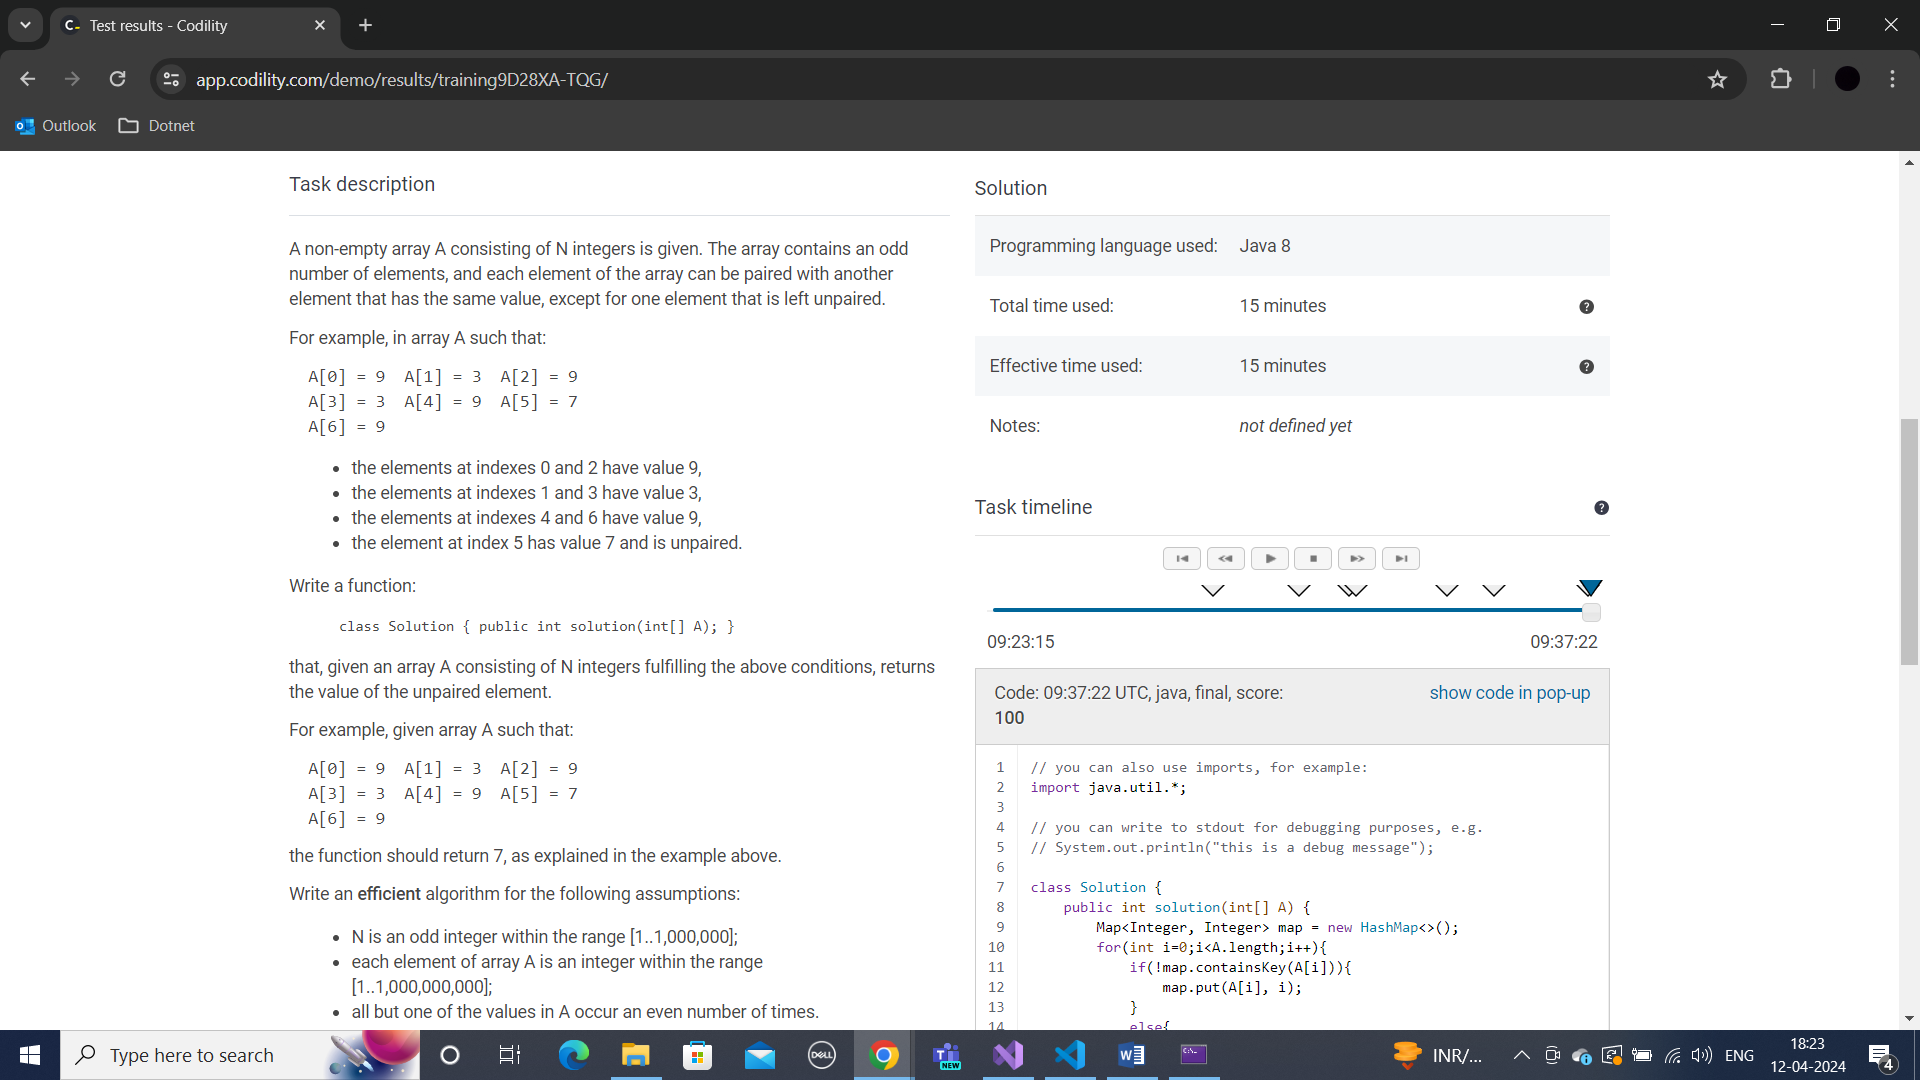 Test results - Codility
app.codility.com/demo/results/training9D28XA-TQG/
Outlook
Dotnet
Task description
A non-empty array A consisting of N integers is given. The array contains an odd
number of elements, and each element of the array can be paired with another
element that has the same value, except for one element that is left unpaired.
For example, in array A such that:
A[0] = 9 A[1] = 3 A[2] = 9
A[3] = 3 A[4] = 9 A[5] = 7
A[6] = 9
• the elements at indexes 0 and 2 have value 9,
• the elements at indexes 1 and 3 have value 3,
• the elements at indexes 4 and 6 have value 9,
• the element at index 5 has value 7 and is unpaired.
Write a function:
class Solution { public int solution(int[] A); }
that, given an array A consisting of N integers fulfilling the above conditions, returns
the value of the unpaired element.
For example, given array A such that:
A[0] = 9 A[1] = 3 A[2] = 9
A[3] = 3 A[4] = 9 A[5] = 7
A[6] = 9
the function should return 7, as explained in the example above.
Write an efficient algorithm for the following assumptions:
• N is an odd integer within the range [1..1,000,000];
• each element of array A is an integer within the range
[1..1,000,000,000];
• all but one of the values in A occur an even number of times.
Solution
Programming language used: Java 8
Total time used: 15 minutes
Effective time used: 15 minutes
Notes: not defined yet
Task timeline
09:23:15 09:37:22
Code: 09:37:22 UTC, java, final, score: show code in pop-up
100
1 // you can also use imports, for example:
2 import java.util.*;
3
4 // you can write to stdout for debugging purposes, e.g.
5 // System.out.println("this is a debug message");
6
7 class Solution {
8 public int solution(int[] A) {
9 Map<Integer, Integer> map = new HashMap<>();
10 for(int i=0;i<A.length;i++){
11 if(!map.containsKey(A[i])){
12 map.put(A[i], i);
13 }
14 else{
Type here to search
DELL
NEW
INR/...
ENG
18:23
12-04-2024
4